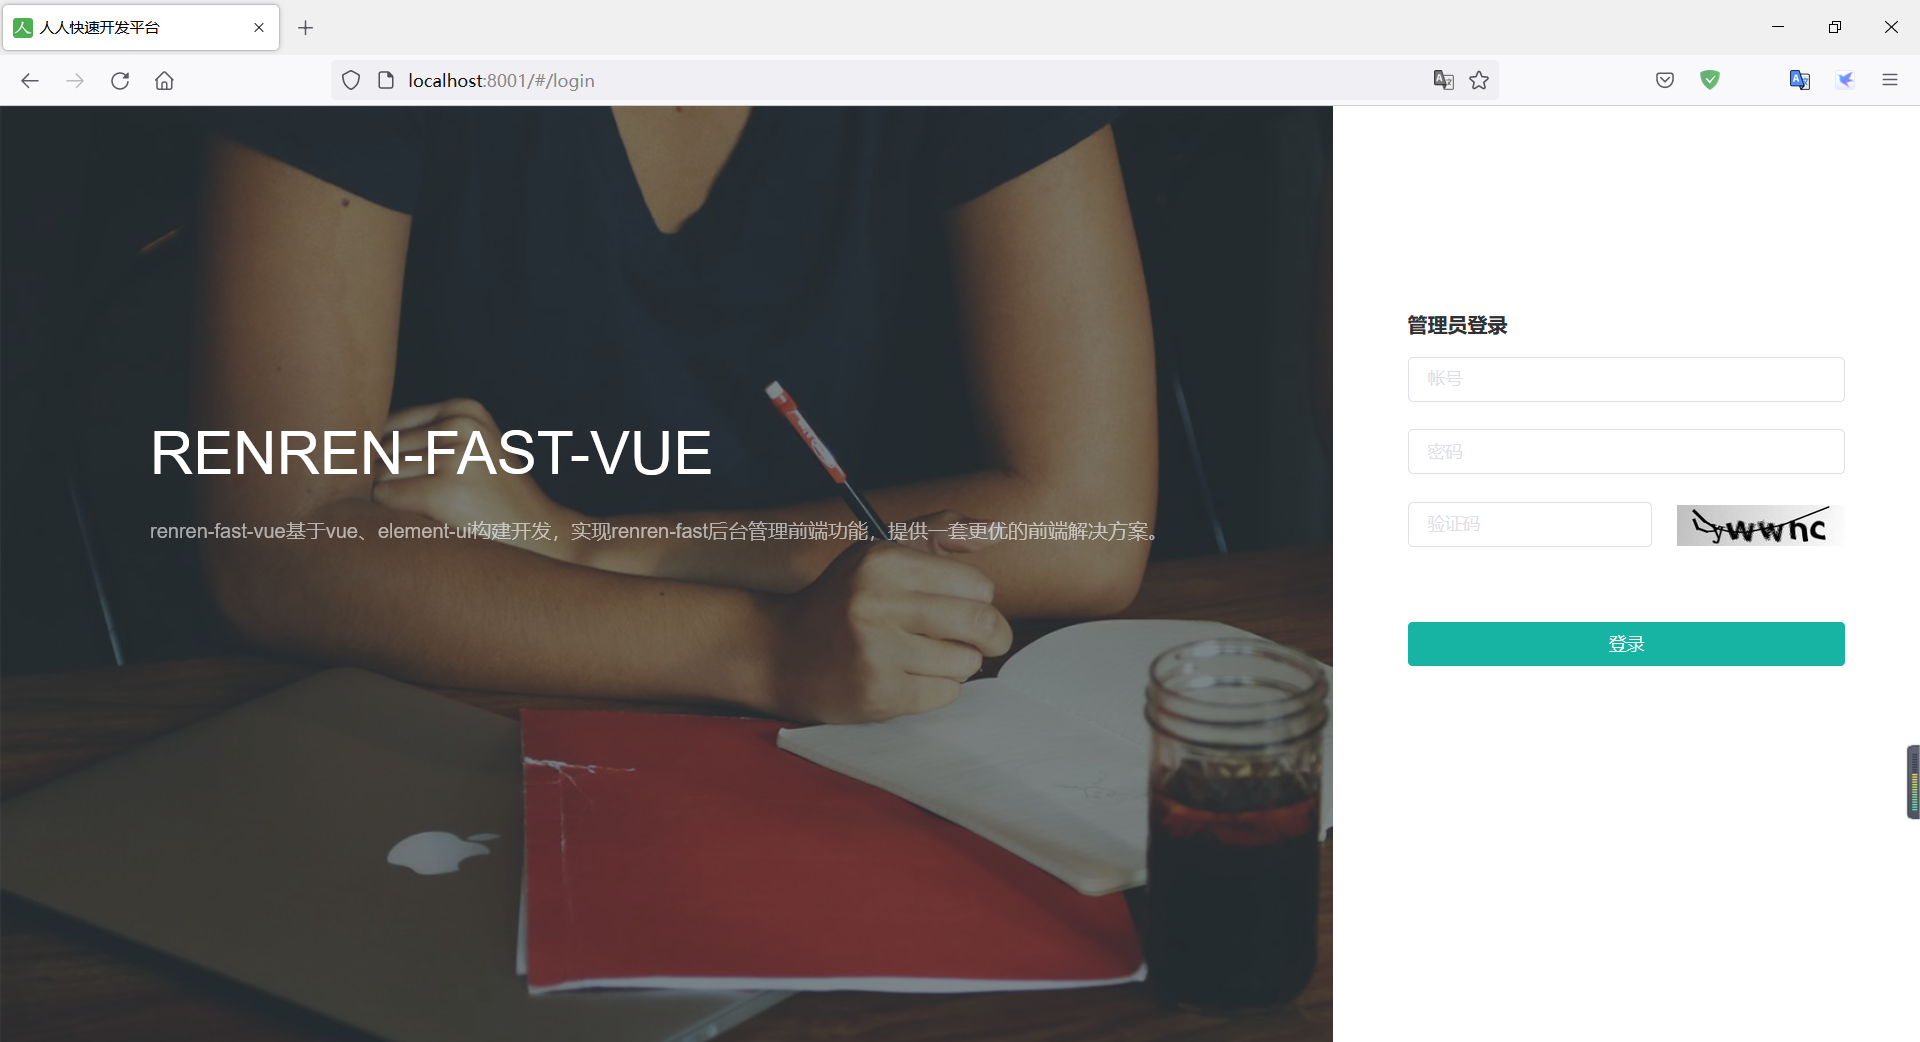 人人快速开发平台
localhost:8001/#/login
RENREN-FAST-VUE
renren-fast-vue基于vue、element-ui构建开发，实现renren-fast后台管理前端功能，提供一套更优的前端解决方案。
管理员登录
帐号
密码
验证码
ywwnc
登录